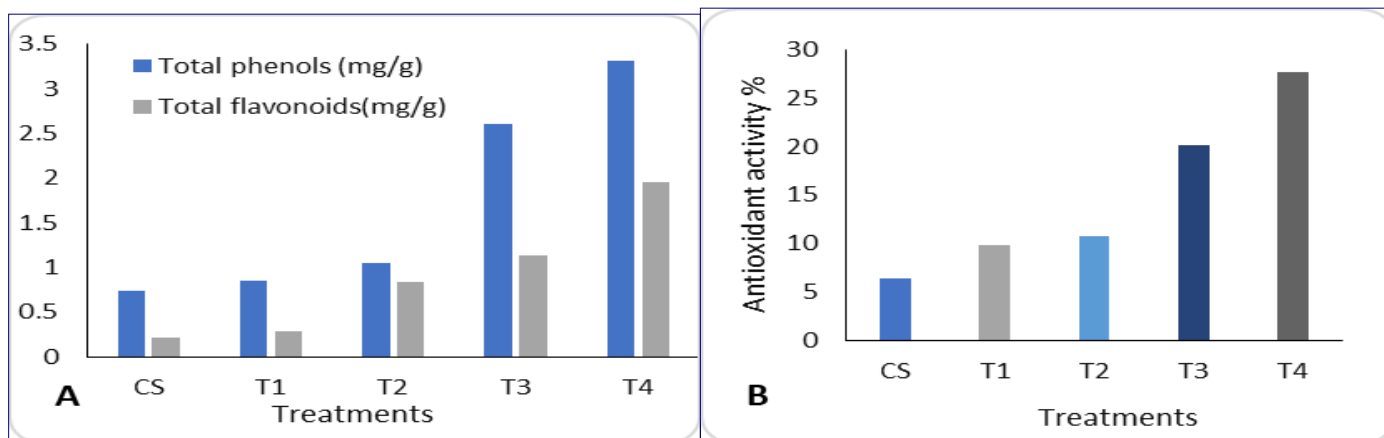 3.5
3
2.5
2
1.5
1
0.5
0
Total phenols (mg/g)
Total flavonoids(mg/g)
CS T1 T2 T3 T4
A
Treatments
30
25
20
15
10
5
0
Antioxidant activity %
CS T1 T2 T3 T4
B
Treatments